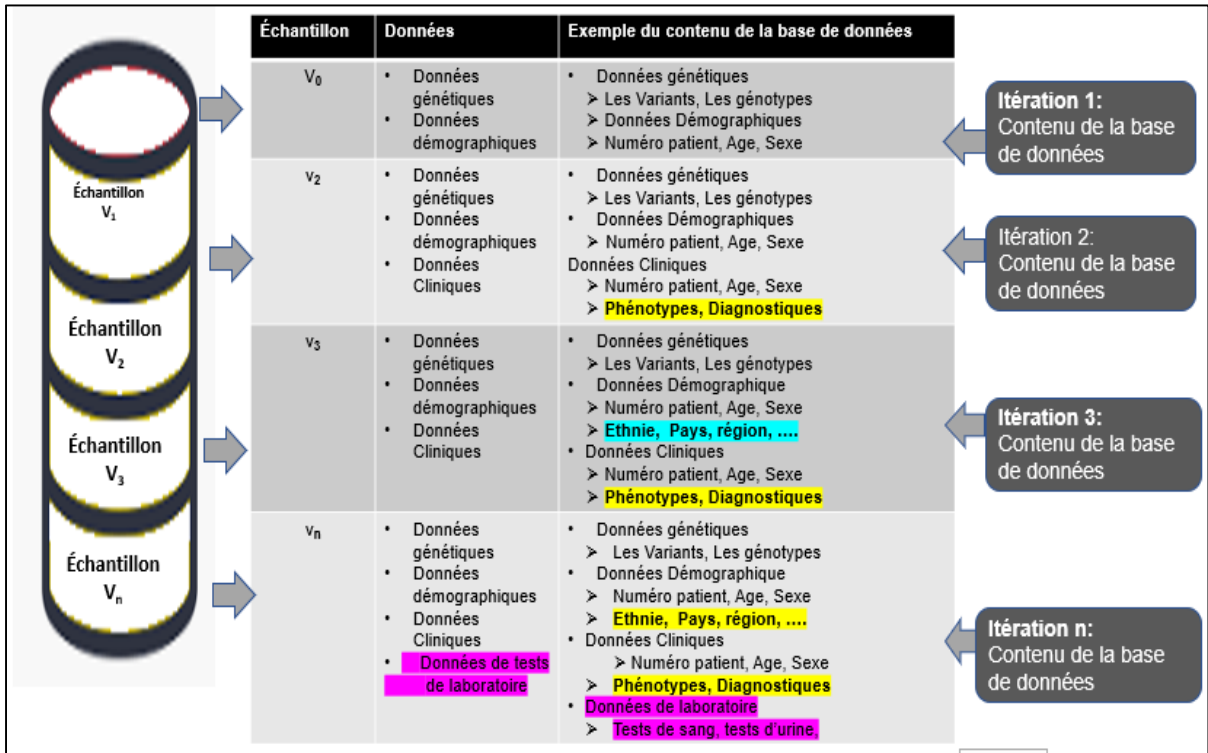 Échantillon
V₁
Échantillon
V₂
Échantillon
V₃
Échantillon
Vₙ
Échantillon Données Exemple du contenu de la base de données
V₀
• Données
génétiques
• Données
démographiques
• Données génétiques
➢ Les Variants, Les génotypes
➢ Données Démographiques
➢ Numéro patient, Age, Sexe
v₂
• Données
génétiques
• Données
démographiques
• Données
Cliniques
• Données génétiques
➢ Les Variants, Les génotypes
• Données Démographiques
➢ Numéro patient, Age, Sexe
Données Cliniques
➢ Numéro patient, Age, Sexe
➢ Phénotypes, Diagnostiques
v₃
• Données
génétiques
• Données
démographiques
• Données
Cliniques
• Données génétiques
➢ Les Variants, Les génotypes
• Données Démographique
➢ Numéro patient, Age, Sexe
➢ Ethnie, Pays, région, ....
• Données Cliniques
➢ Numéro patient, Age, Sexe
➢ Phénotypes, Diagnostiques
vₙ
• Données
génétiques
• Données
démographiques
• Données
Cliniques
• Données de tests
de laboratoire
• Données génétiques
➢ Les Variants, Les génotypes
• Données Démographique
➢ Numéro patient, Age, Sexe
➢ Ethnie, Pays, région, ....
• Données Cliniques
➢ Numéro patient, Age, Sexe
➢ Phénotypes, Diagnostiques
• Données de laboratoire
➢ Tests de sang, tests d'urine,
Itération 1:
Contenu de la base
de données
Itération 2:
Contenu de la base
de données
Itération 3:
Contenu de la base
de données
Itération n:
Contenu de la base
de données